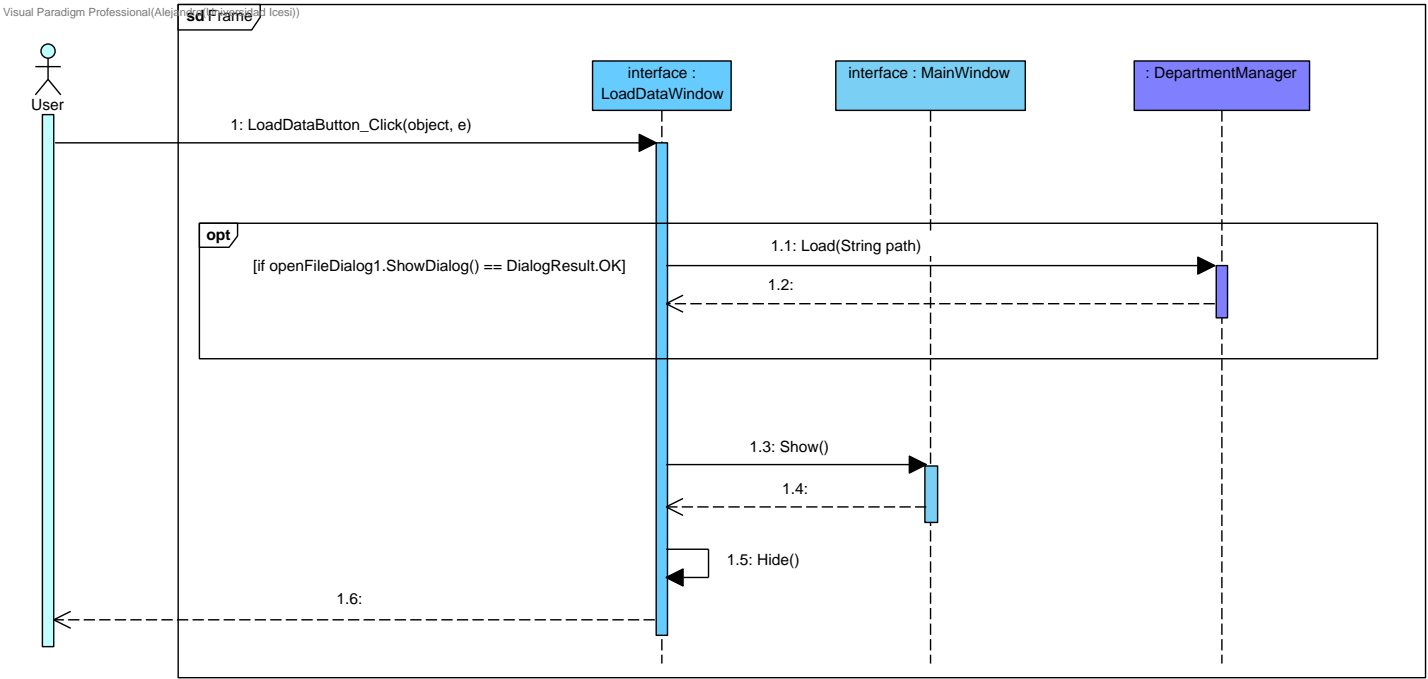 Visual Paradigm Professional(Alejandro(Universidad Icesi))
sd Frame
User
interface :
LoadDataWindow
interface : MainWindow
: DepartmentManager
1: LoadDataButton_Click(object, e)
opt
[if openFileDialog1.ShowDialog() == DialogResult.OK]
1.1: Load(String path)
1.2:
1.3: Show()
1.4:
1.5: Hide()
1.6: